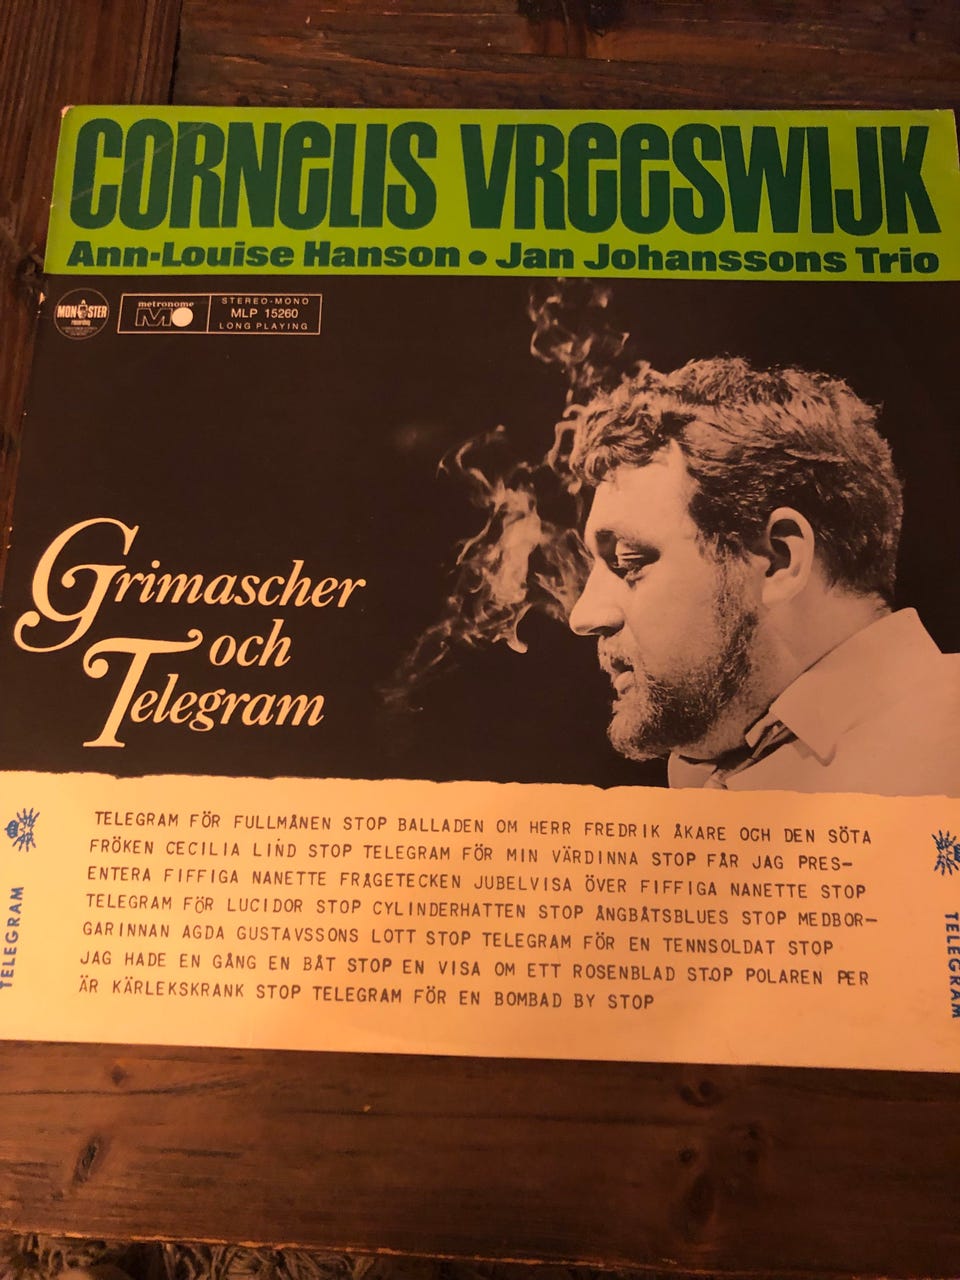 CORNELIS VREESWIJK
Ann-Louise Hanson • Jan Johanssons Trio
A
MONSTER
recording
metronome
STEREO-MONO
MLP 15260
LONG PLAYING
Grimascher
och
Telegram
TELEGRAM FÖR FULLMÅNEN STOP BALLADEN OM HERR FREDRIK ÅKARE OCH DEN SÖTA
FRÖKEN CECILIA LIND STOP TELEGRAM FÖR MIN VÄRDINNA STOP FÅR JAG PRES-
ENTERA FIFFIGA NANETTE FRÅGETECKEN JUBELVISA ÖVER FIFFIGA NANETTE STOP
TELEGRAM FÖR LUCIDOR STOP CYLINDERHATTEN STOP ÅNGBÅTSBLUES STOP MEDBOR-
GARINNAN AGDA GUSTAVSSONS LOTT STOP TELEGRAM FÖR EN TENNSOLDAT STOP
JAG HADE EN GÅNG EN BÅT STOP EN VISA OM ETT ROSENBLAD STOP POLAREN PER
ÄR KÄRLEKSKRANK STOP TELEGRAM FÖR EN BOMBAD BY STOP
TELEGRAM
TELEGRAM